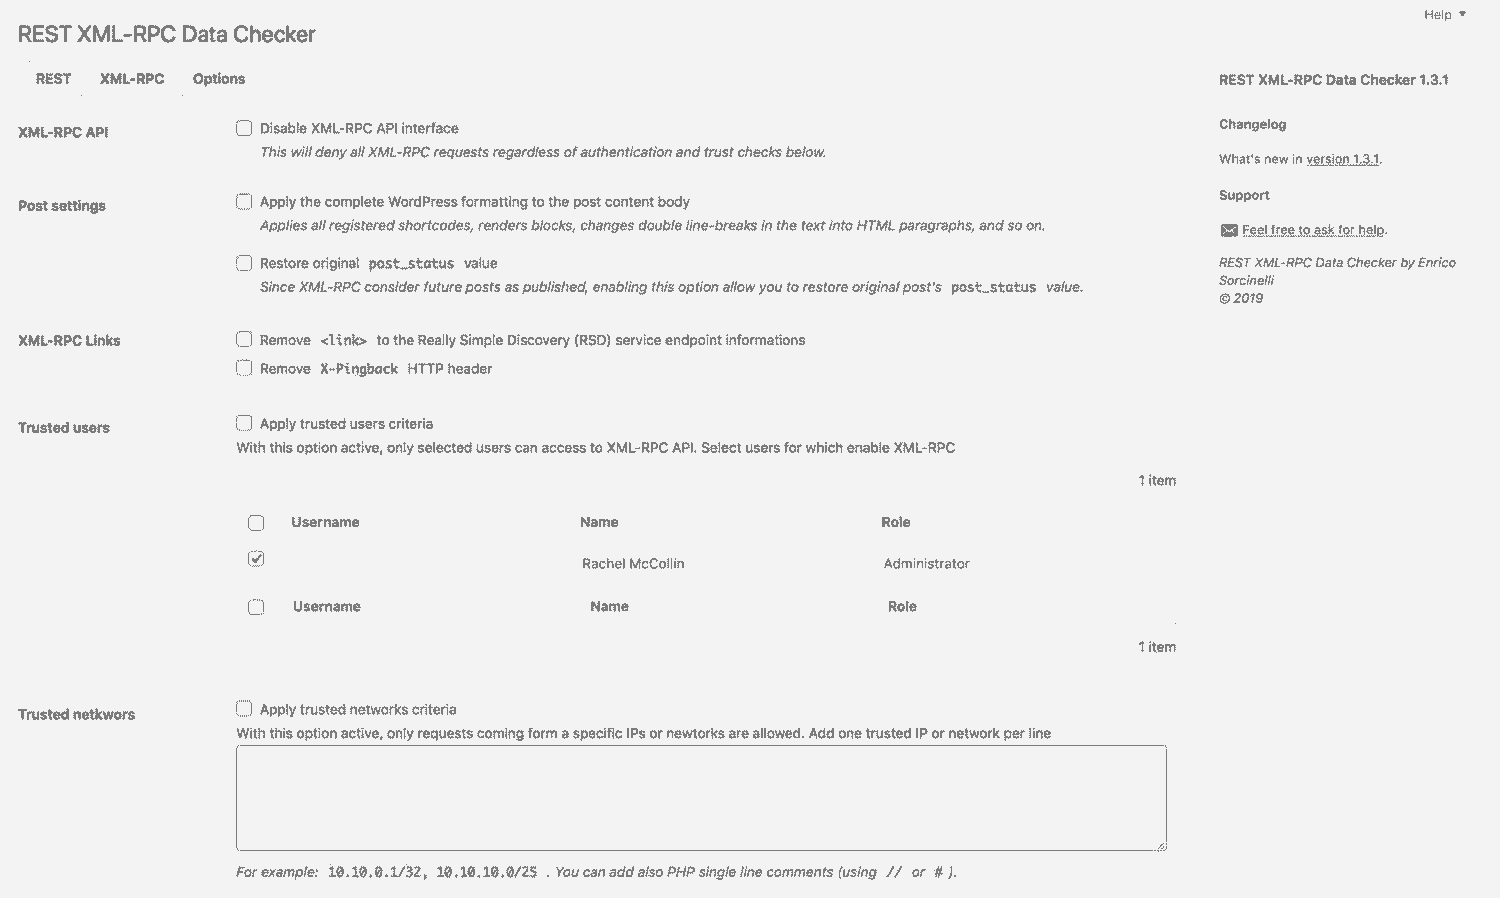 Help
REST XML-RPC Data Checker
REST XML-RPC Options
XML-RPC API
Disable XML-RPC API interface
This will deny all XML-RPC requests regardless of authentication and trust checks below.
Post settings
Apply the complete WordPress formatting to the post content body
Applies all registered shortcodes, renders blocks, changes double line-breaks in the text into HTML paragraphs, and so on.
Restore original post_status value
Since XML-RPC consider future posts as published, enabling this option allow you to restore original post's post_status value.
XML-RPC Links
Remove <link> to the Really Simple Discovery (RSD) service endpoint informations
Remove X-Pingback HTTP header
Trusted users
Apply trusted users criteria
With this option active, only selected users can access to XML-RPC API. Select users for which enable XML-RPC
1 item
Username Name Role
Rachel McCollin Administrator
Username Name Role
1 item
Trusted netkwors
Apply trusted networks criteria
With this option active, only requests coming form a specific IPs or newtorks are allowed. Add one trusted IP or network per line
For example: 10.10.0.1/32, 10.10.10.0/25 . You can add also PHP single line comments (using // or # ).
REST XML-RPC Data Checker 1.3.1
Changelog
What's new in version 1.3.1.
Support
Feel free to ask for help.
REST XML-RPC Data Checker by Enrico
Sorcinelli
© 2019